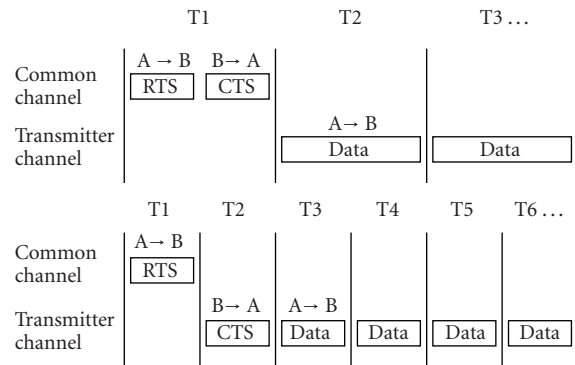 T1 T2 T3 …
A → B B → A
Common channel
RTS CTS
A → B
Transmitter channel
Data Data
T1 T2 T3 T4 T5 T6 …
A → B
Common channel
RTS
B → A A → B
Transmitter channel
CTS Data Data Data Data